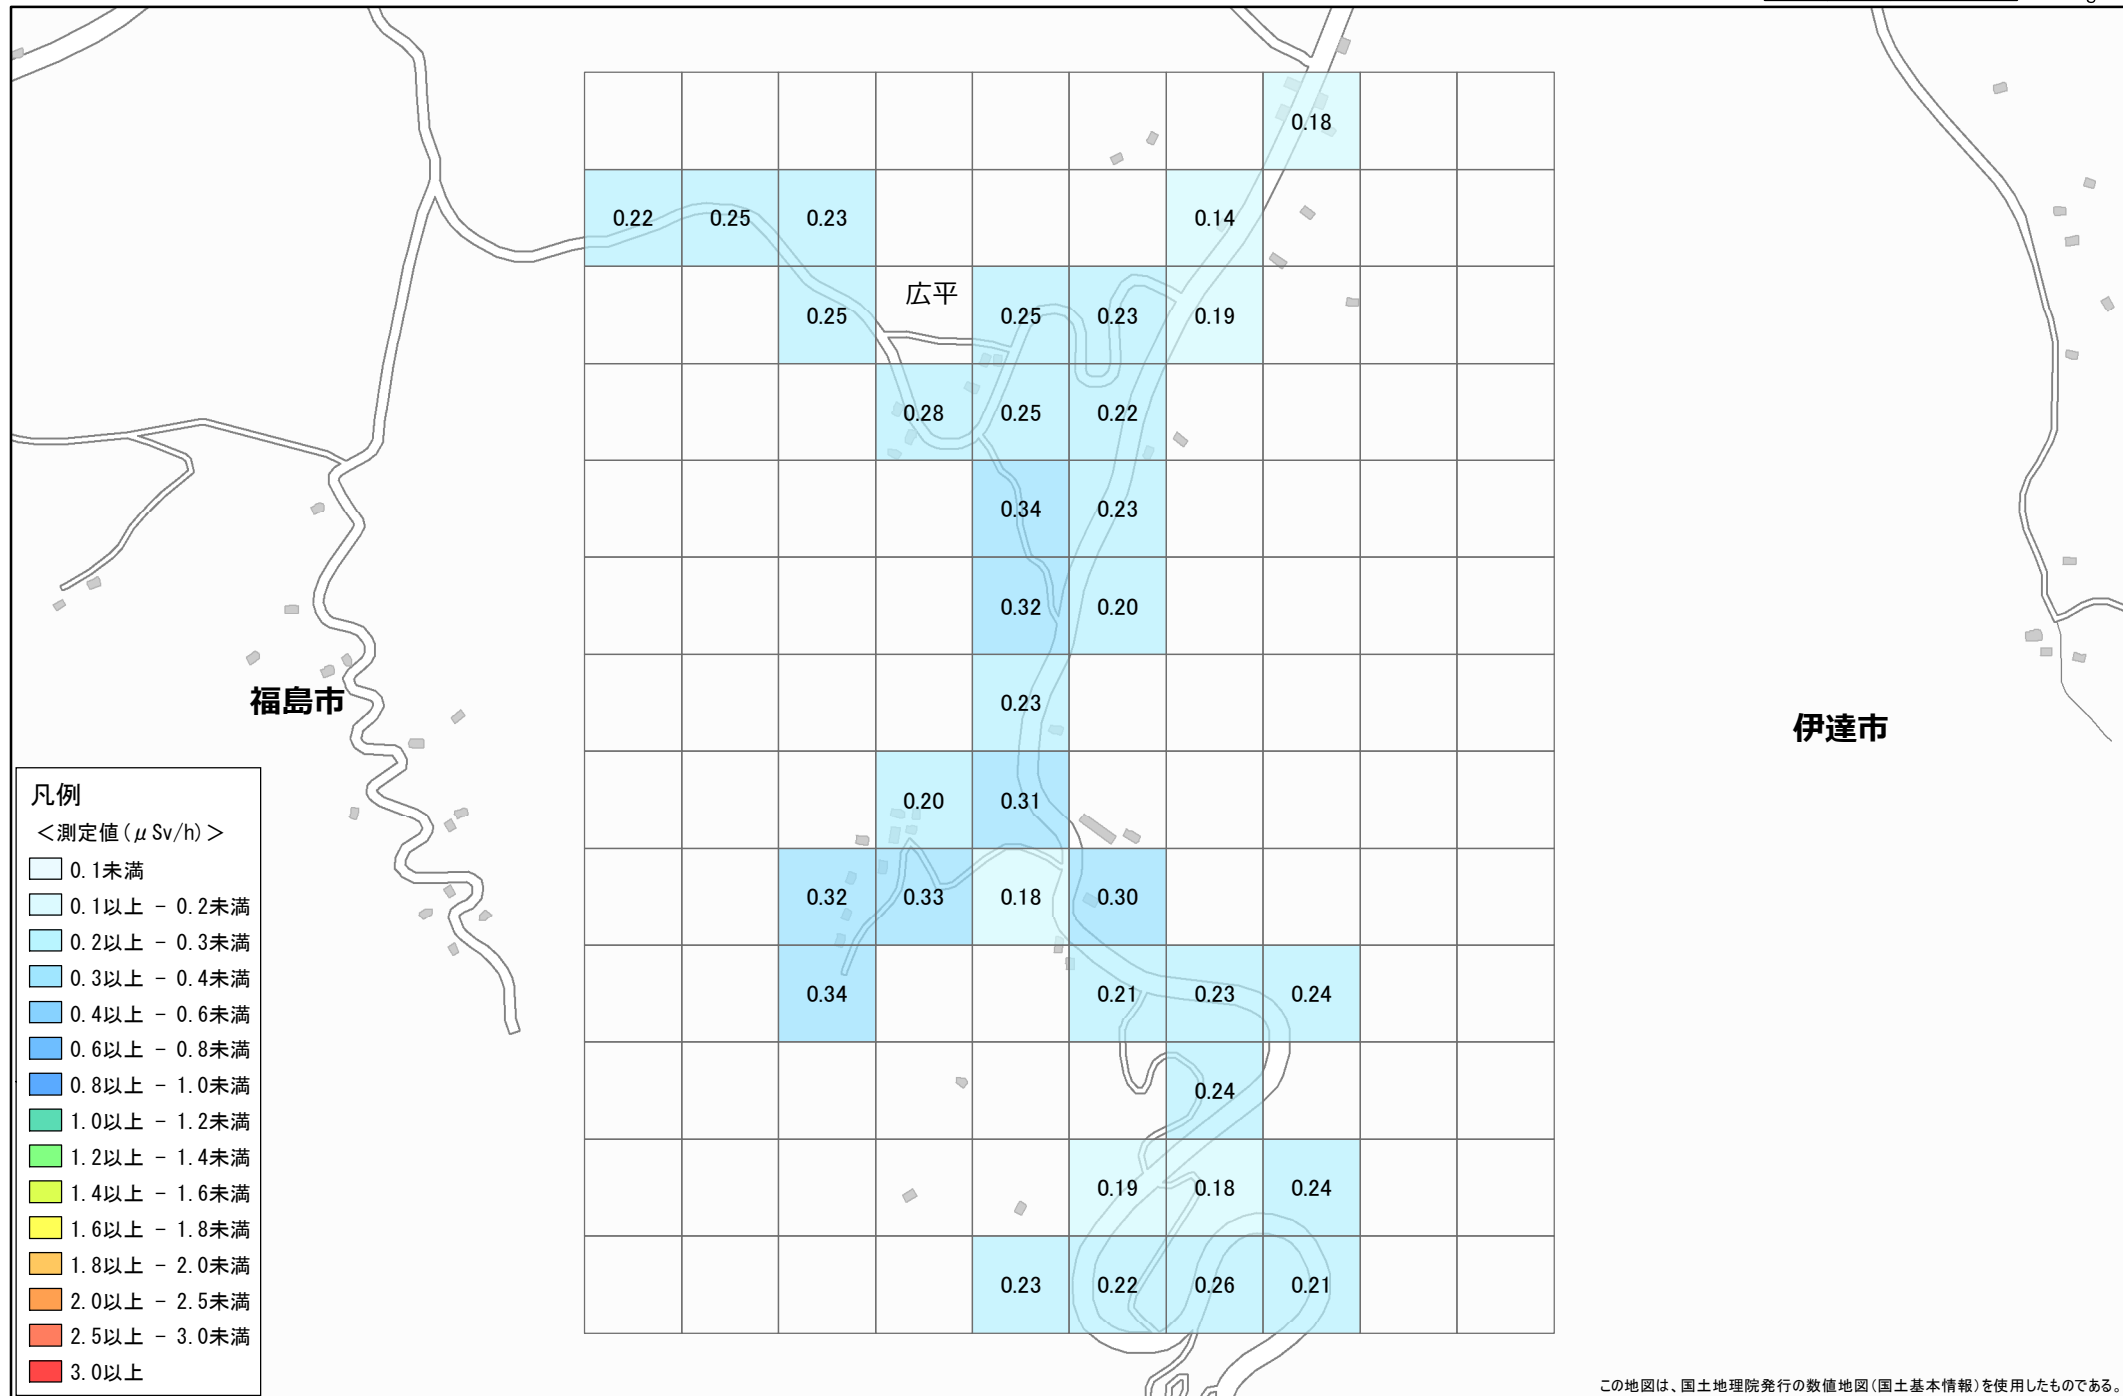 0.18
0.22 0.25 0.23 0.14
広平
0.25 0.25 0.23 0.19
0.28 0.25 0.22
0.34 0.23
0.32 0.20
0.23
福島市
伊達市
0.20 0.31
0.32 0.33 0.18 0.30
0.34 0.21 0.23 0.24
0.24
0.19 0.18 0.24
0.23 0.22 0.26 0.21
凡例
＜測定値(μSv/h)＞
0.1未満
0.1以上 － 0.2未満
0.2以上 － 0.3未満
0.3以上 － 0.4未満
0.4以上 － 0.6未満
0.6以上 － 0.8未満
0.8以上 － 1.0未満
1.0以上 － 1.2未満
1.2以上 － 1.4未満
1.4以上 － 1.6未満
1.6以上 － 1.8未満
1.8以上 － 2.0未満
2.0以上 － 2.5未満
2.5以上 － 3.0未満
3.0以上
この地図は、国土地理院発行の数値地図(国土基本情報)を使用したものである。